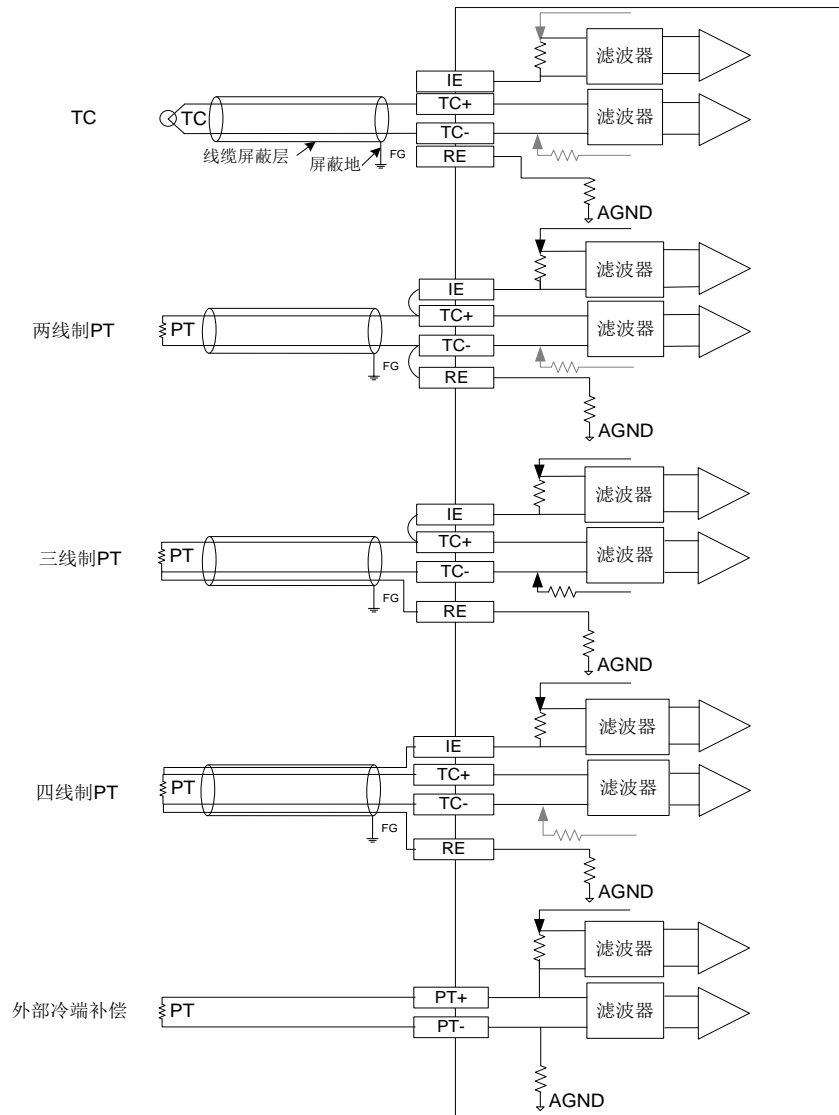 滤波器
IE
TC
TC
TC+
滤波器
TC-
线缆屏蔽层
屏蔽地
FG
RE
AGND
滤波器
IE
两线制PT
PT
TC+
滤波器
TC-
FG
RE
AGND
滤波器
IE
三线制PT
PT
TC+
滤波器
TC-
FG
RE
AGND
滤波器
IE
四线制PT
PT
TC+
滤波器
TC-
FG
RE
AGND
滤波器
外部冷端补偿
PT
PT+
滤波器
PT-
AGND